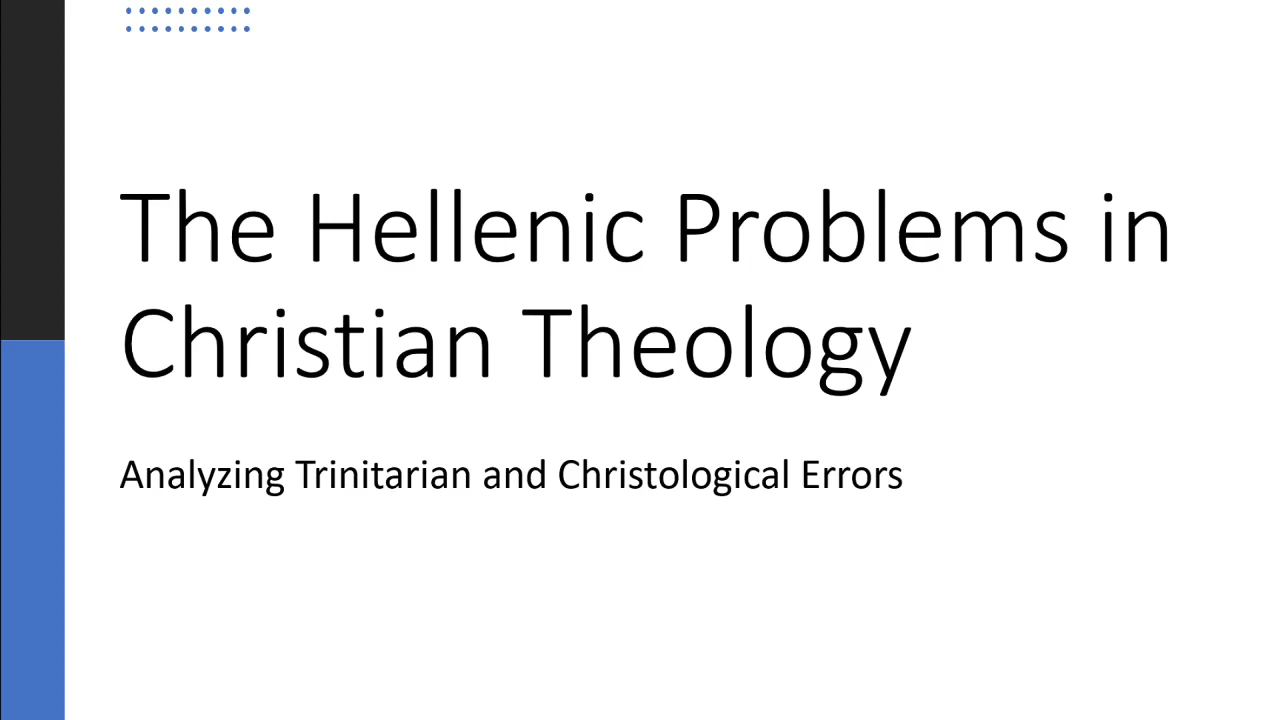 The Hellenic Problems in
Christian Theology
Analyzing Trinitarian and Christological Errors